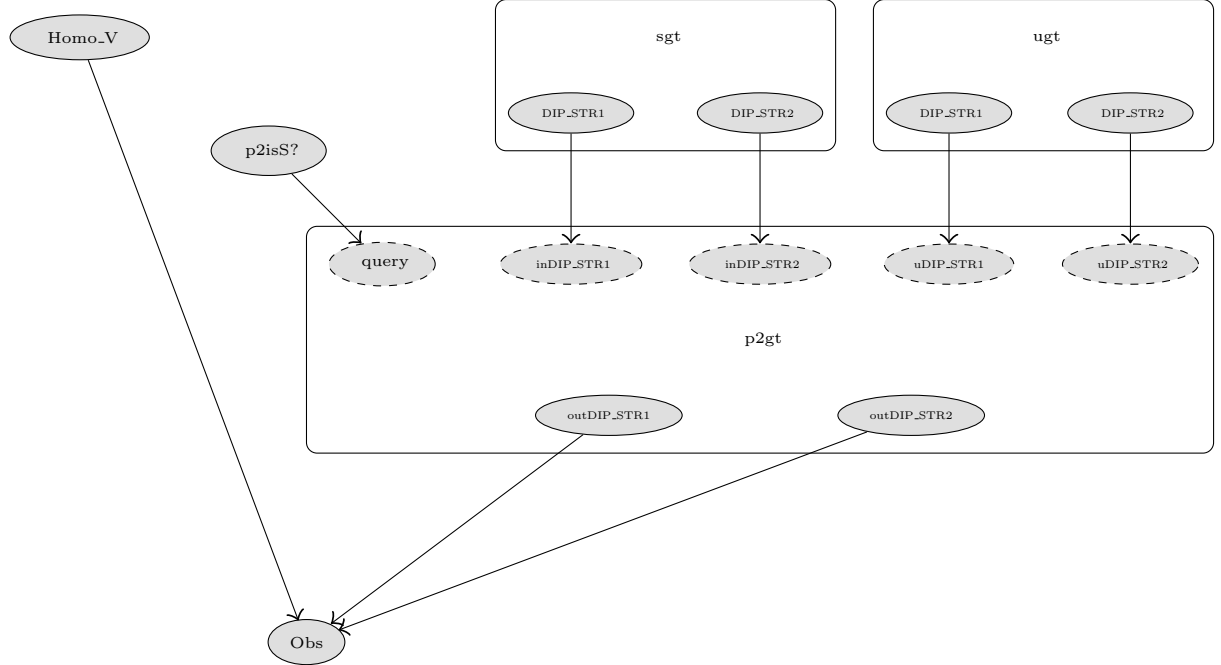 Homo_V
sgt
ugt
DIP_STR1
DIP_STR2
DIP_STR1
DIP_STR2
p2isS?
query
inDIP_STR1
inDIP_STR2
uDIP_STR1
uDIP_STR2
p2gt
outDIP_STR1
outDIP_STR2
Obs